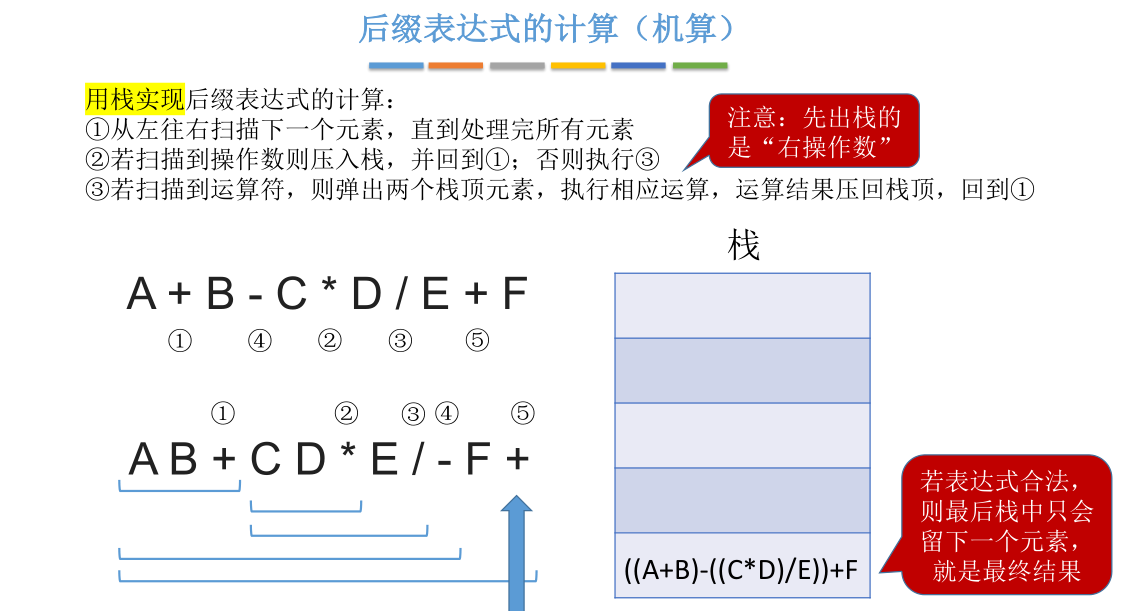 后缀表达式的计算（机算）
用栈实现后缀表达式的计算：
①从左往右扫描下一个元素，直到处理完所有元素
②若扫描到操作数则压入栈，并回到①；否则执行③
③若扫描到运算符，则弹出两个栈顶元素，执行相应运算，运算结果压回栈顶，回到①
注意：先出栈的
是“右操作数”
栈
A + B - C * D / E + F
① ④ ② ③ ⑤
① ② ③ ④ ⑤
A B + C D * E / - F +
((A+B)-((C*D)/E))+F
若表达式合法，
则最后栈中只会
留下一个元素，
就是最终结果